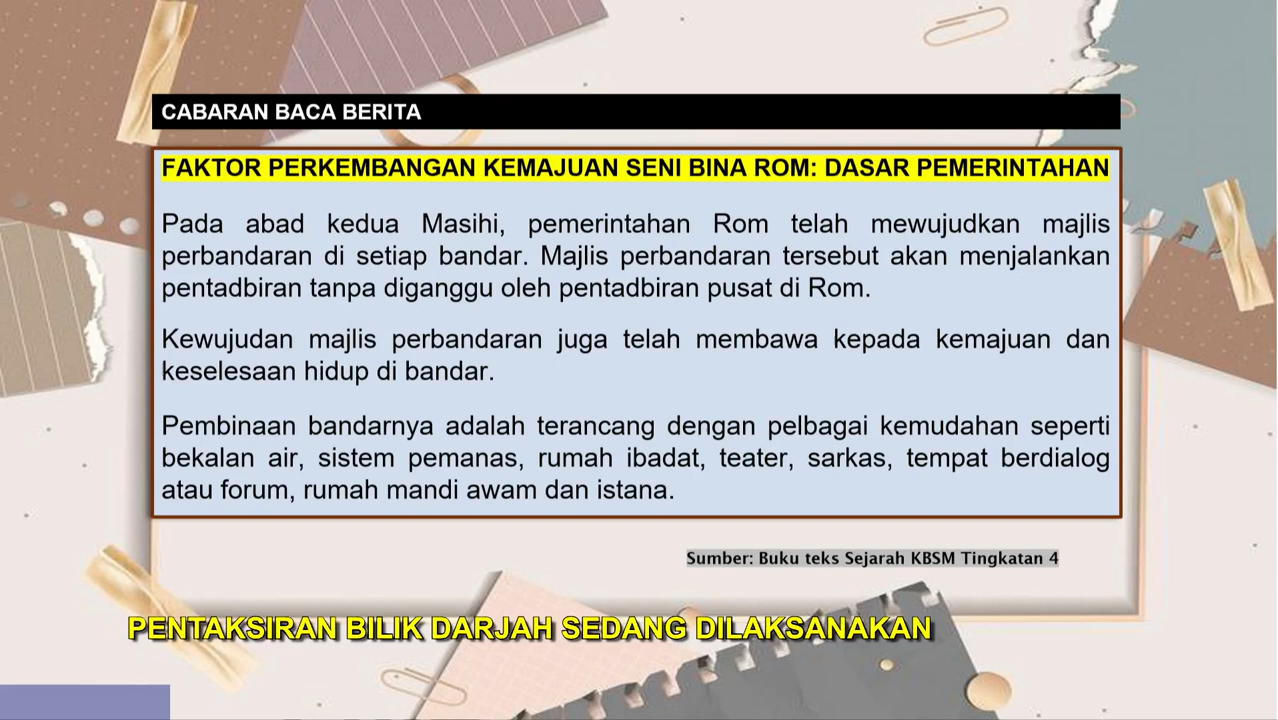 CABARAN BACA BERITA
FAKTOR PERKEMBANGAN KEMAJUAN SENI BINA ROM: DASAR PEMERINTAHAN
Pada abad kedua Masihi, pemerintahan Rom telah mewujudkan majlis
perbandaran di setiap bandar. Majlis perbandaran tersebut akan menjalankan
pentadbiran tanpa diganggu oleh pentadbiran pusat di Rom.
Kewujudan majlis perbandaran juga telah membawa kepada kemajuan dan
keselesaan hidup di bandar.
Pembinaan bandarnya adalah terancang dengan pelbagai kemudahan seperti
bekalan air, sistem pemanas, rumah ibadat, teater, sarkas, tempat berdialog
atau forum, rumah mandi awam dan istana.
Sumber: Buku teks Sejarah KBSM Tingkatan 4
PENTAKSIRAN BILIK DARJAH SEDANG DILAKSANAKAN